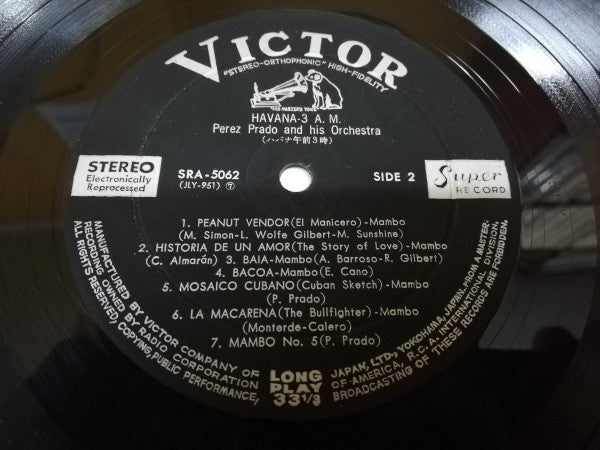 VICTOR
"STEREO-ORTHOPHONIC" HIGH-FIDELITY
"HIS MASTER'S VOICE"
HAVANA-3 A. M.
Perez Prado and his Orchestra
(ハバナ午前3時)
STEREO
Electronically
Reprocessed
SRA-5062
(JLY-951) ⑦
SIDE 2
Super
RECORD
1. PEANUT VENDOR(El Manicero)-Mambo
(M. Simon-L. Wolfe Gilbert-M. Sunshine)
2. HISTORIA DE UN AMOR(The Story of Love)-Mambo
(C. Almarán) 3. BAIA-Mambo(A. Barroso-R. Gilbert)
4. BACOA-Mambo(E. Cano)
5. MOSAICO CUBANO(Cuban Sketch)-Mambo
(P. Prado)
6. LA MACARENA(The Bullfighter)-Mambo
(Monterde-Calero)
7. MAMBO No. 5(P. Prado)
LONG
PLAY
33 1/3
MANUFACTURED BY VICTOR COMPANY OF JAPAN, LTD., YOKOHAMA, JAPAN.FROM A MASTER
RECORDING OWNED BY RADIO CORPORATION OF AMERICA, R.C.A. INTERNATIONAL DIVISION.
ALL RIGHTS RESERVED, COPYING, PUBLIC PERFORMANCE, BROADCASTING OF THESE RECORDS ARE FORBIDDEN.